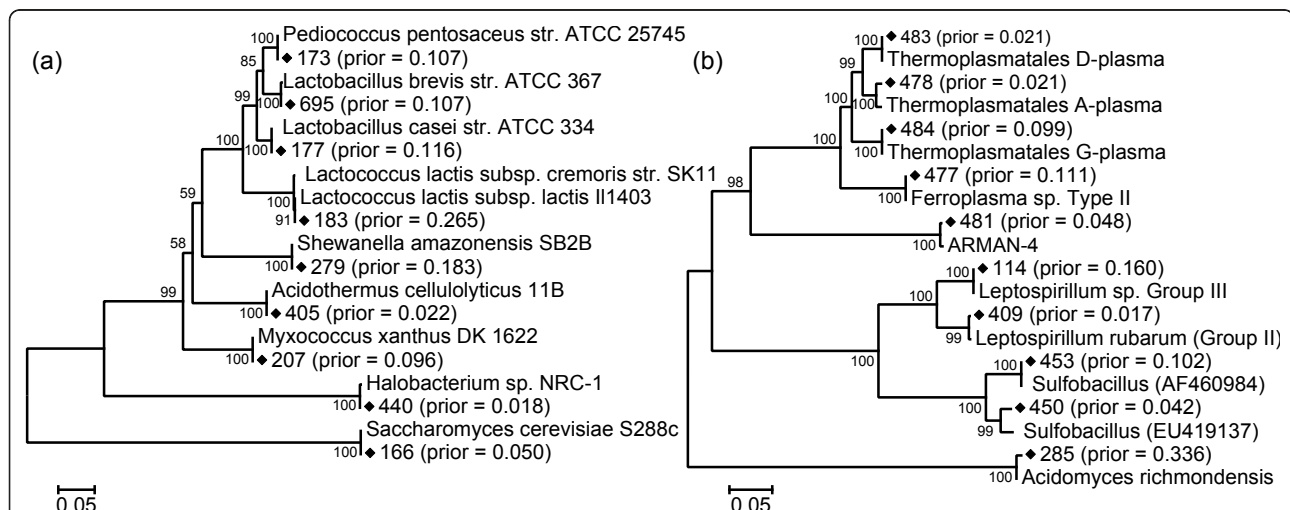 (a)
100
Pediococcus pentosaceus str. ATCC 25745
◆ 173 (prior = 0.107)
85
Lactobacillus brevis str. ATCC 367
100
◆ 695 (prior = 0.107)
99
Lactobacillus casei str. ATCC 334
100
◆ 177 (prior = 0.116)
100
Lactococcus lactis subsp. cremoris str. SK11
100
Lactococcus lactis subsp. lactis Il1403
91
◆ 183 (prior = 0.265)
59
Shewanella amazonensis SB2B
100
◆ 279 (prior = 0.183)
58
Acidothermus cellulolyticus 11B
100
◆ 405 (prior = 0.022)
99
Myxococcus xanthus DK 1622
100
◆ 207 (prior = 0.096)
Halobacterium sp. NRC-1
100
◆ 440 (prior = 0.018)
Saccharomyces cerevisiae S288c
100
◆ 166 (prior = 0.050)
0.05
(b)
100
◆ 483 (prior = 0.021)
Thermoplasmatales D-plasma
99
◆ 478 (prior = 0.021)
100
Thermoplasmatales A-plasma
◆ 484 (prior = 0.099)
100
Thermoplasmatales G-plasma
100
◆ 477 (prior = 0.111)
100
Ferroplasma sp. Type II
98
◆ 481 (prior = 0.048)
100
ARMAN-4
◆ 114 (prior = 0.160)
100
Leptospirillum sp. Group III
100
◆ 409 (prior = 0.017)
99
Leptospirillum rubarum (Group II)
100
◆ 453 (prior = 0.102)
100
Sulfobacillus (AF460984)
100
◆ 450 (prior = 0.042)
99
Sulfobacillus (EU419137)
◆ 285 (prior = 0.336)
100
Acidomyces richmondensis
0.05